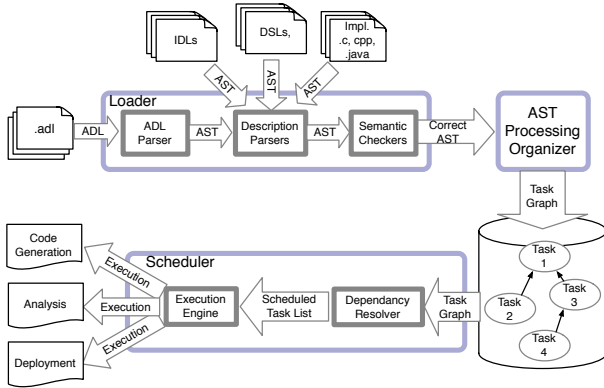 IDLs
DSLs,
Impl.
.c, cpp,
.java
AST
AST
AST
Loader
.adl
ADL
ADL
Parser
AST
Description
Parsers
AST
Semantic
Checkers
Correct
AST
AST
Processing
Organizer
Task
Graph
Code
Generation
Analysis
Deployment
Scheduler
Execution
Execution
Execution
Execution
Engine
Scheduled
Task List
Dependancy
Resolver
Task
Graph
Task
1
Task
2
Task
3
Task
4